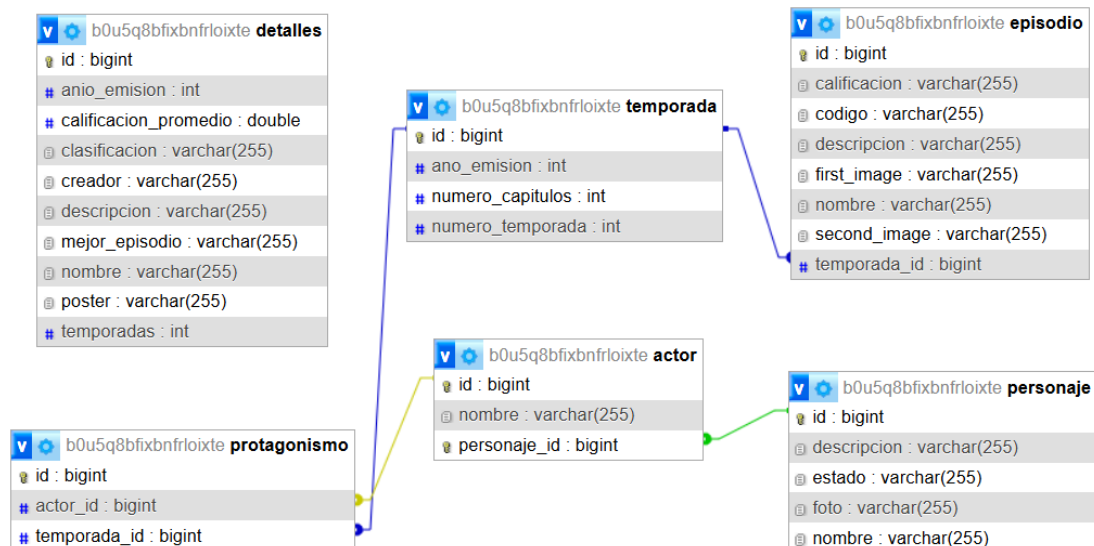 b0u5q8bfixbnfrloixte detalles
id : bigint
anio_emision : int
calificacion_promedio : double
clasificacion : varchar(255)
creador : varchar(255)
descripcion : varchar(255)
mejor_episodio : varchar(255)
nombre : varchar(255)
poster : varchar(255)
temporadas : int
b0u5q8bfixbnfrloixte temporada
id : bigint
ano_emision : int
numero_capitulos : int
numero_temporada : int
b0u5q8bfixbnfrloixte episodio
id : bigint
calificacion : varchar(255)
codigo : varchar(255)
descripcion : varchar(255)
first_image : varchar(255)
nombre : varchar(255)
second_image : varchar(255)
temporada_id : bigint
b0u5q8bfixbnfrloixte protagonismo
id : bigint
actor_id : bigint
temporada_id : bigint
b0u5q8bfixbnfrloixte actor
id : bigint
nombre : varchar(255)
personaje_id : bigint
b0u5q8bfixbnfrloixte personaje
id : bigint
descripcion : varchar(255)
estado : varchar(255)
foto : varchar(255)
nombre : varchar(255)